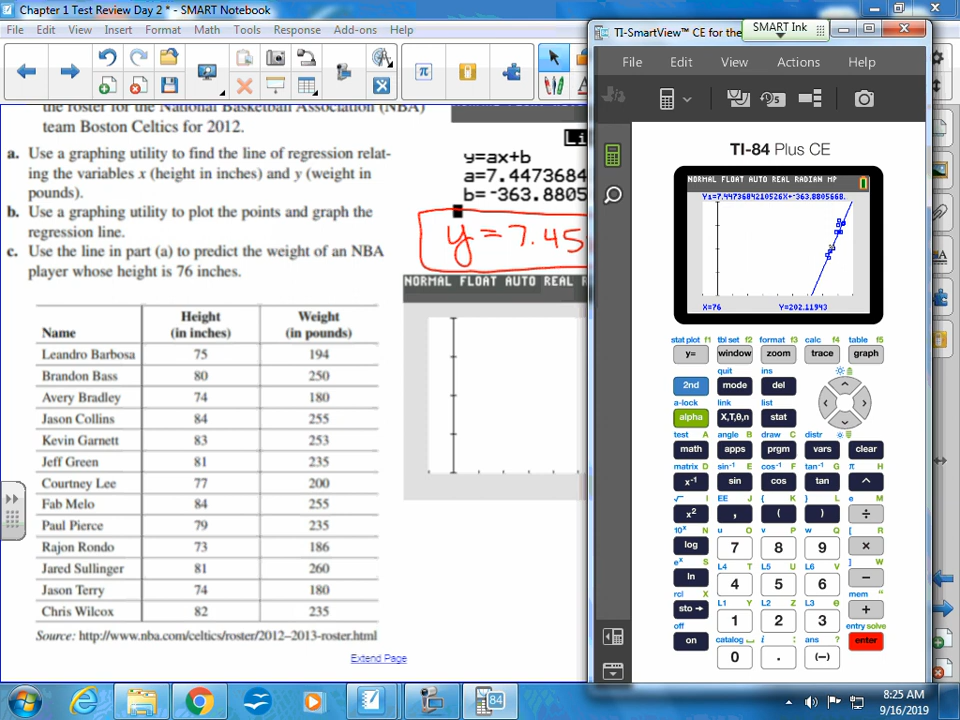 Chapter 1 Test Review Day 2 * - SMART Notebook
File Edit View Insert Format Math Tools Response Add-ons Help
the roster for the National Basketball Association (NBA)
team Boston Celtics for 2012.
a. Use a graphing utility to find the line of regression relat-
ing the variables x (height in inches) and y (weight in
pounds).
b. Use a graphing utility to plot the points and graph the
regression line.
c. Use the line in part (a) to predict the weight of an NBA
player whose height is 76 inches.
Name Height (in inches) Weight (in pounds)
Leandro Barbosa 75 194
Brandon Bass 80 250
Avery Bradley 74 180
Jason Collins 84 255
Kevin Garnett 83 253
Jeff Green 81 235
Courtney Lee 77 200
Fab Melo 84 255
Paul Pierce 79 235
Rajon Rondo 73 186
Jared Sullinger 81 260
Jason Terry 74 180
Chris Wilcox 82 235
Source: http://www.nba.com/celtics/roster/2012–2013-roster.html
Extend Page
Li
y=ax+b
a=7.4473684
b=-363.8805
y=7.45
NORMAL FLOAT AUTO REAL R
TI-SmartView™ CE for the
SMART Ink
File Edit View Actions Help
TI-84 Plus CE
NORMAL FLOAT AUTO REAL RADIAN MP
Y1=7.4473684210526X+-363.8805668.
X=76 Y=202.11943
stat plot f1 tbl set f2 format f3 calc f4 table f5
y= window zoom trace graph
quit ins
2nd mode del
a-lock link list
alpha X,T,θ,n stat
test A angle B draw C distr
math apps prgm vars clear
matrix D sin⁻¹ E cos⁻¹ F tan⁻¹ G π H
x⁻¹ sin cos tan ^
√ I EE J { K } L e M
x² , ( ) ÷
10ˣ N u O v P w Q [ R
log 7 8 9 ×
eˣ S L4 T L5 U L6 V ] W
ln 4 5 6 −
rcl X L1 Y L2 Z L3 θ mem "
sto→ 1 2 3 +
off catalog i : ans ? entry solve
on 0 . (−) enter
84
8:25 AM
9/16/2019